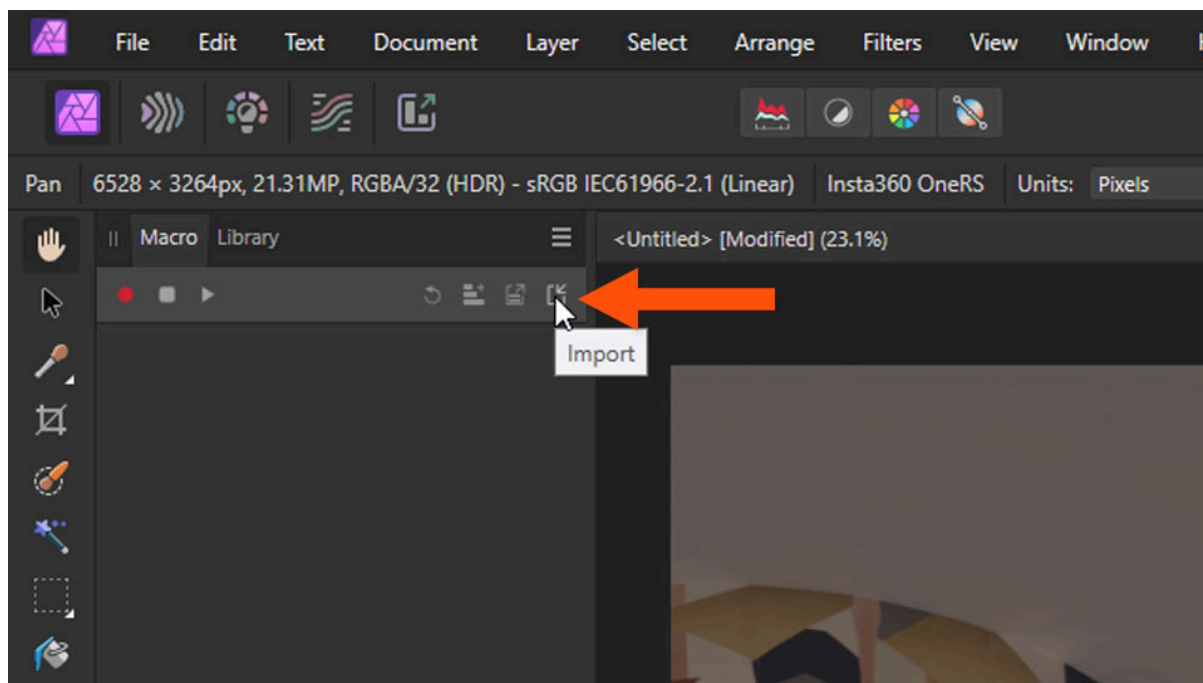 File Edit Text Document Layer Select Arrange Filters View Window
Pan 6528 × 3264px, 21.31MP, RGBA/32 (HDR) - sRGB IEC61966-2.1 (Linear) Insta360 OneRS Units: Pixels
Macro Library <Untitled> [Modified] (23.1%)
Import